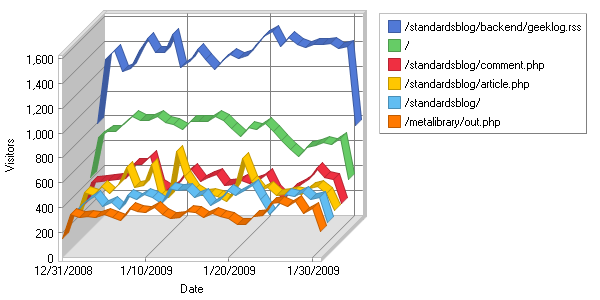 /standardsblog/backend/geeklog.rss
/
/standardsblog/comment.php
/standardsblog/article.php
/standardsblog/
/metalibrary/out.php
1,600
1,400
1,200
1,000
800
600
400
200
0
Visitors
12/31/2008 1/10/2009 1/20/2009 1/30/2009
Date